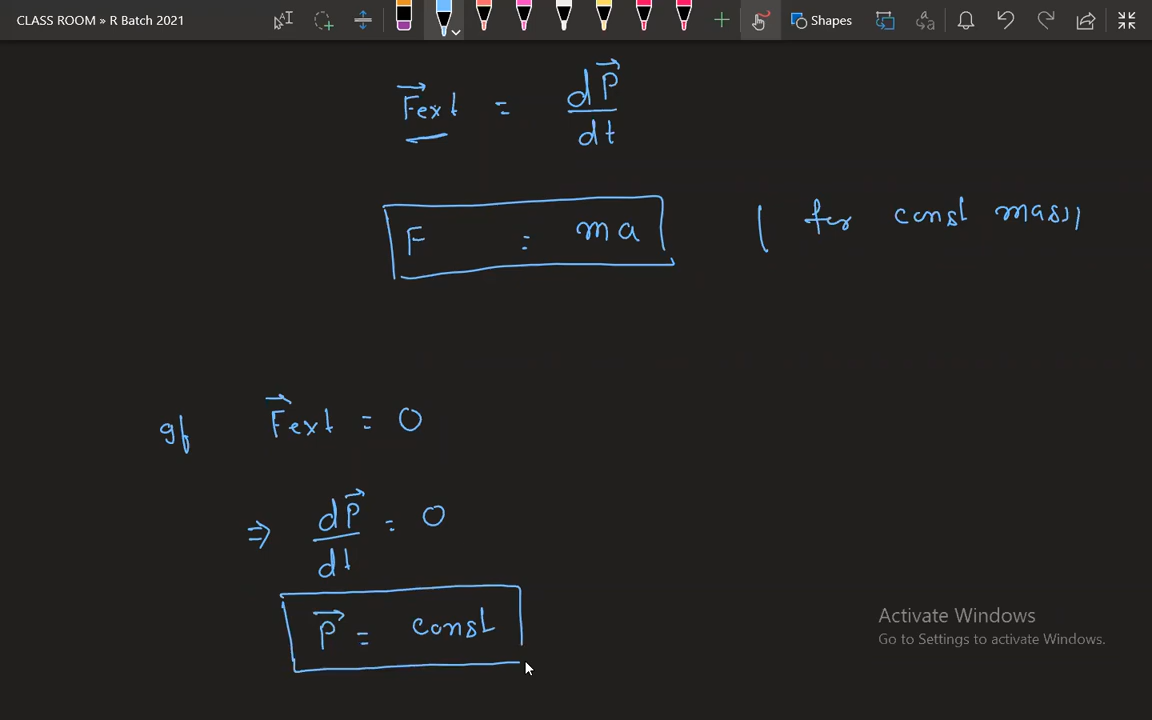 CLASS ROOM » R Batch 2021
Shapes
F⃗ext = dP⃗/dt
F = ma ( for const mass)
If F⃗ext = 0
⇒ dP⃗/dt = 0
P⃗ = const
Activate Windows
Go to Settings to activate Windows.